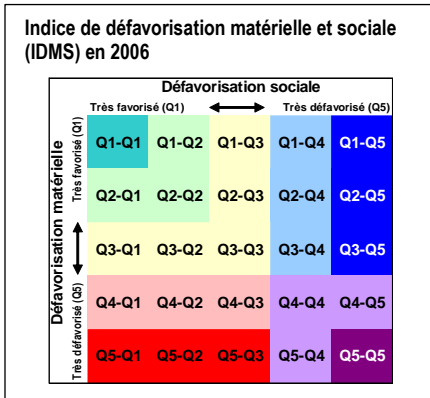 Indice de défavorisation matérielle et sociale
(IDMS) en 2006
Défavorisation sociale
Très favorisé (Q1) Très défavorisé (Q5)
Défavorisation matérielle
Très favorisé (Q1)
Très défavorisé (Q5)
Q1-Q1 Q1-Q2 Q1-Q3 Q1-Q4 Q1-Q5
Q2-Q1 Q2-Q2 Q2-Q3 Q2-Q4 Q2-Q5
Q3-Q1 Q3-Q2 Q3-Q3 Q3-Q4 Q3-Q5
Q4-Q1 Q4-Q2 Q4-Q3 Q4-Q4 Q4-Q5
Q5-Q1 Q5-Q2 Q5-Q3 Q5-Q4 Q5-Q5